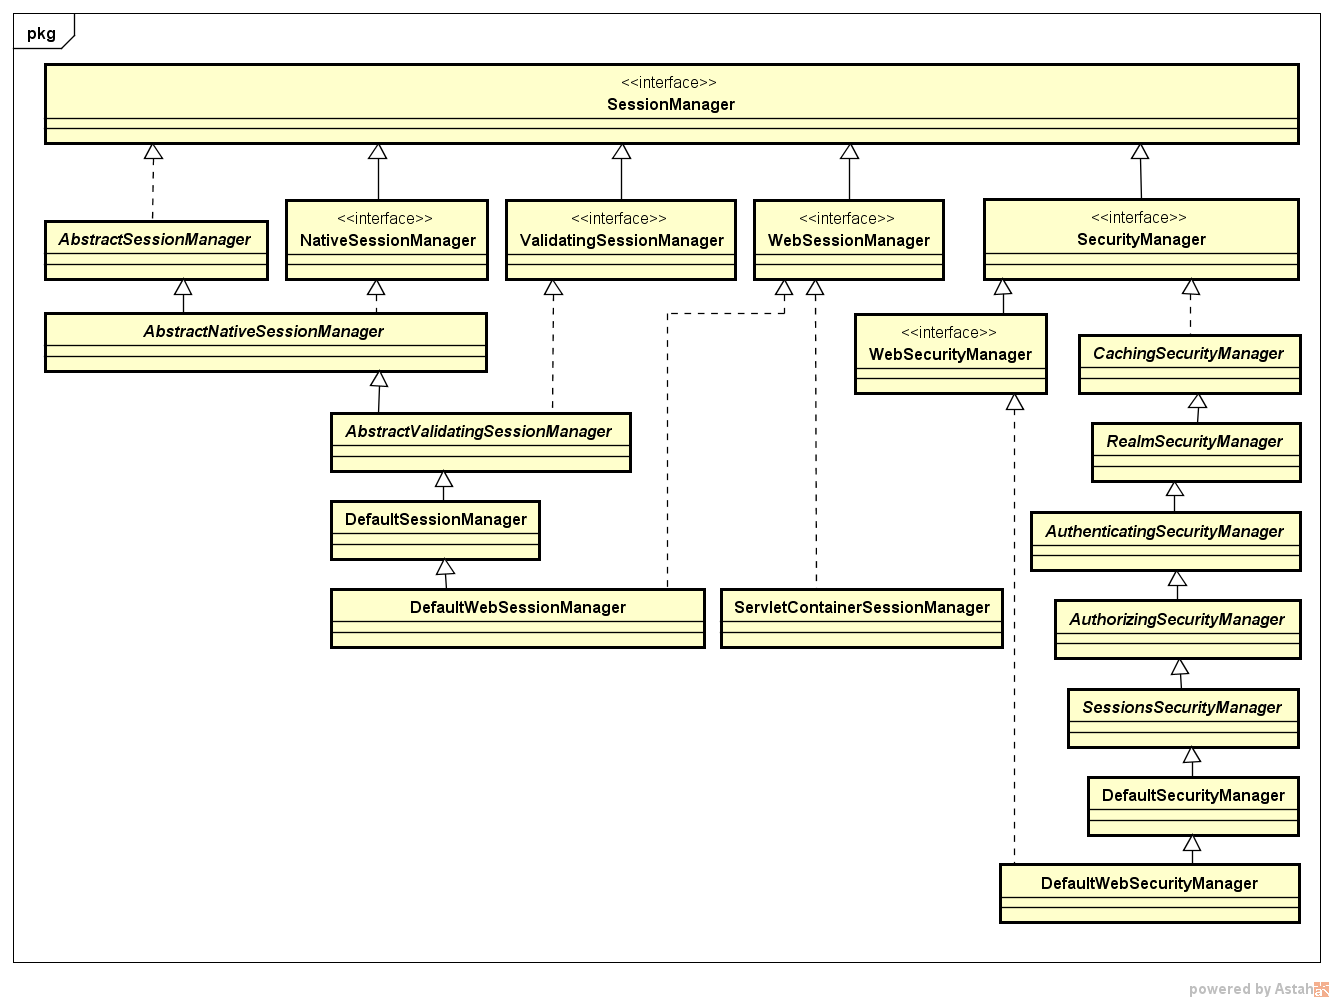 pkg
<<interface>>
SessionManager
AbstractSessionManager
<<interface>>
NativeSessionManager
<<interface>>
ValidatingSessionManager
<<interface>>
WebSessionManager
<<interface>>
SecurityManager
AbstractNativeSessionManager
<<interface>>
WebSecurityManager
CachingSecurityManager
AbstractValidatingSessionManager
RealmSecurityManager
DefaultSessionManager
AuthenticatingSecurityManager
DefaultWebSessionManager
ServletContainerSessionManager
AuthorizingSecurityManager
SessionsSecurityManager
DefaultSecurityManager
DefaultWebSecurityManager
powered by Astah